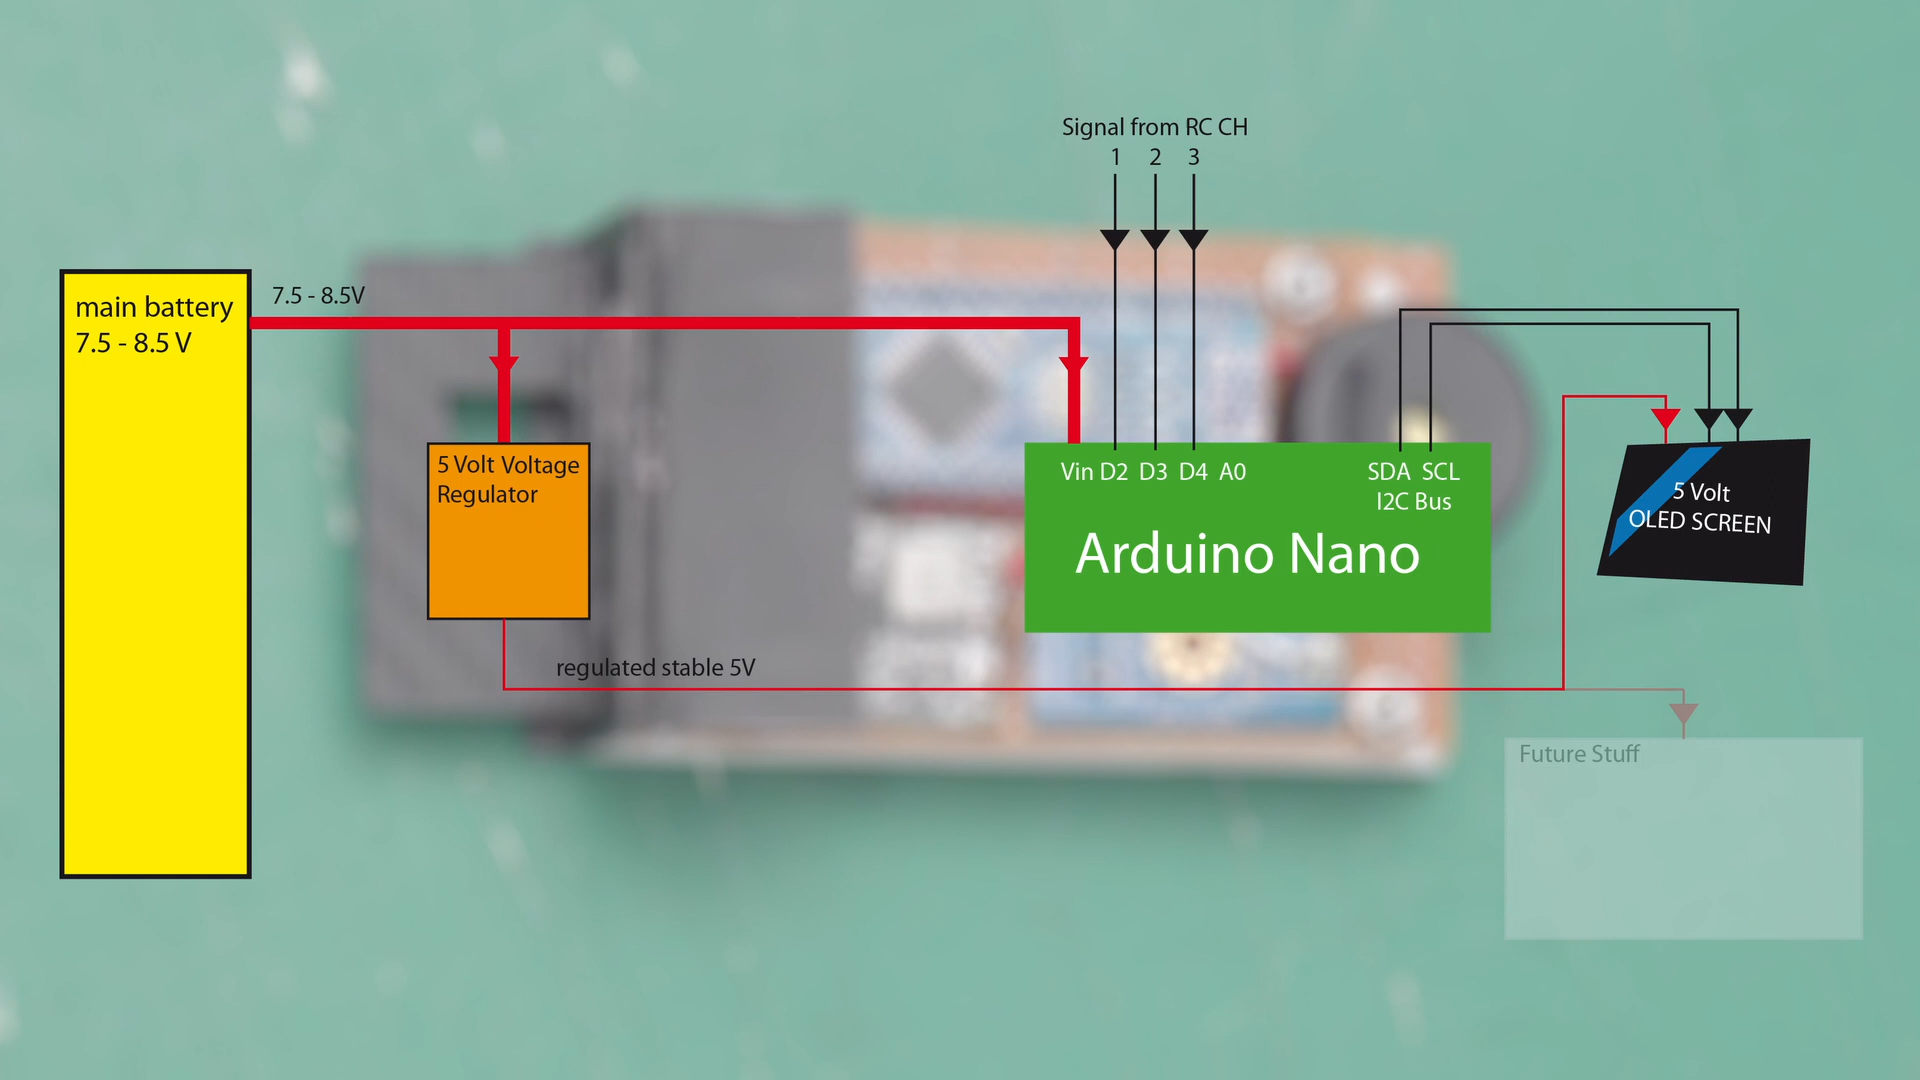 Signal from RC CH
1 2 3
main battery
7.5 - 8.5 V
7.5 - 8.5V
5 Volt Voltage
Regulator
Vin D2 D3 D4 A0
SDA SCL
I2C Bus
Arduino Nano
5 Volt
OLED SCREEN
regulated stable 5V
Future Stuff